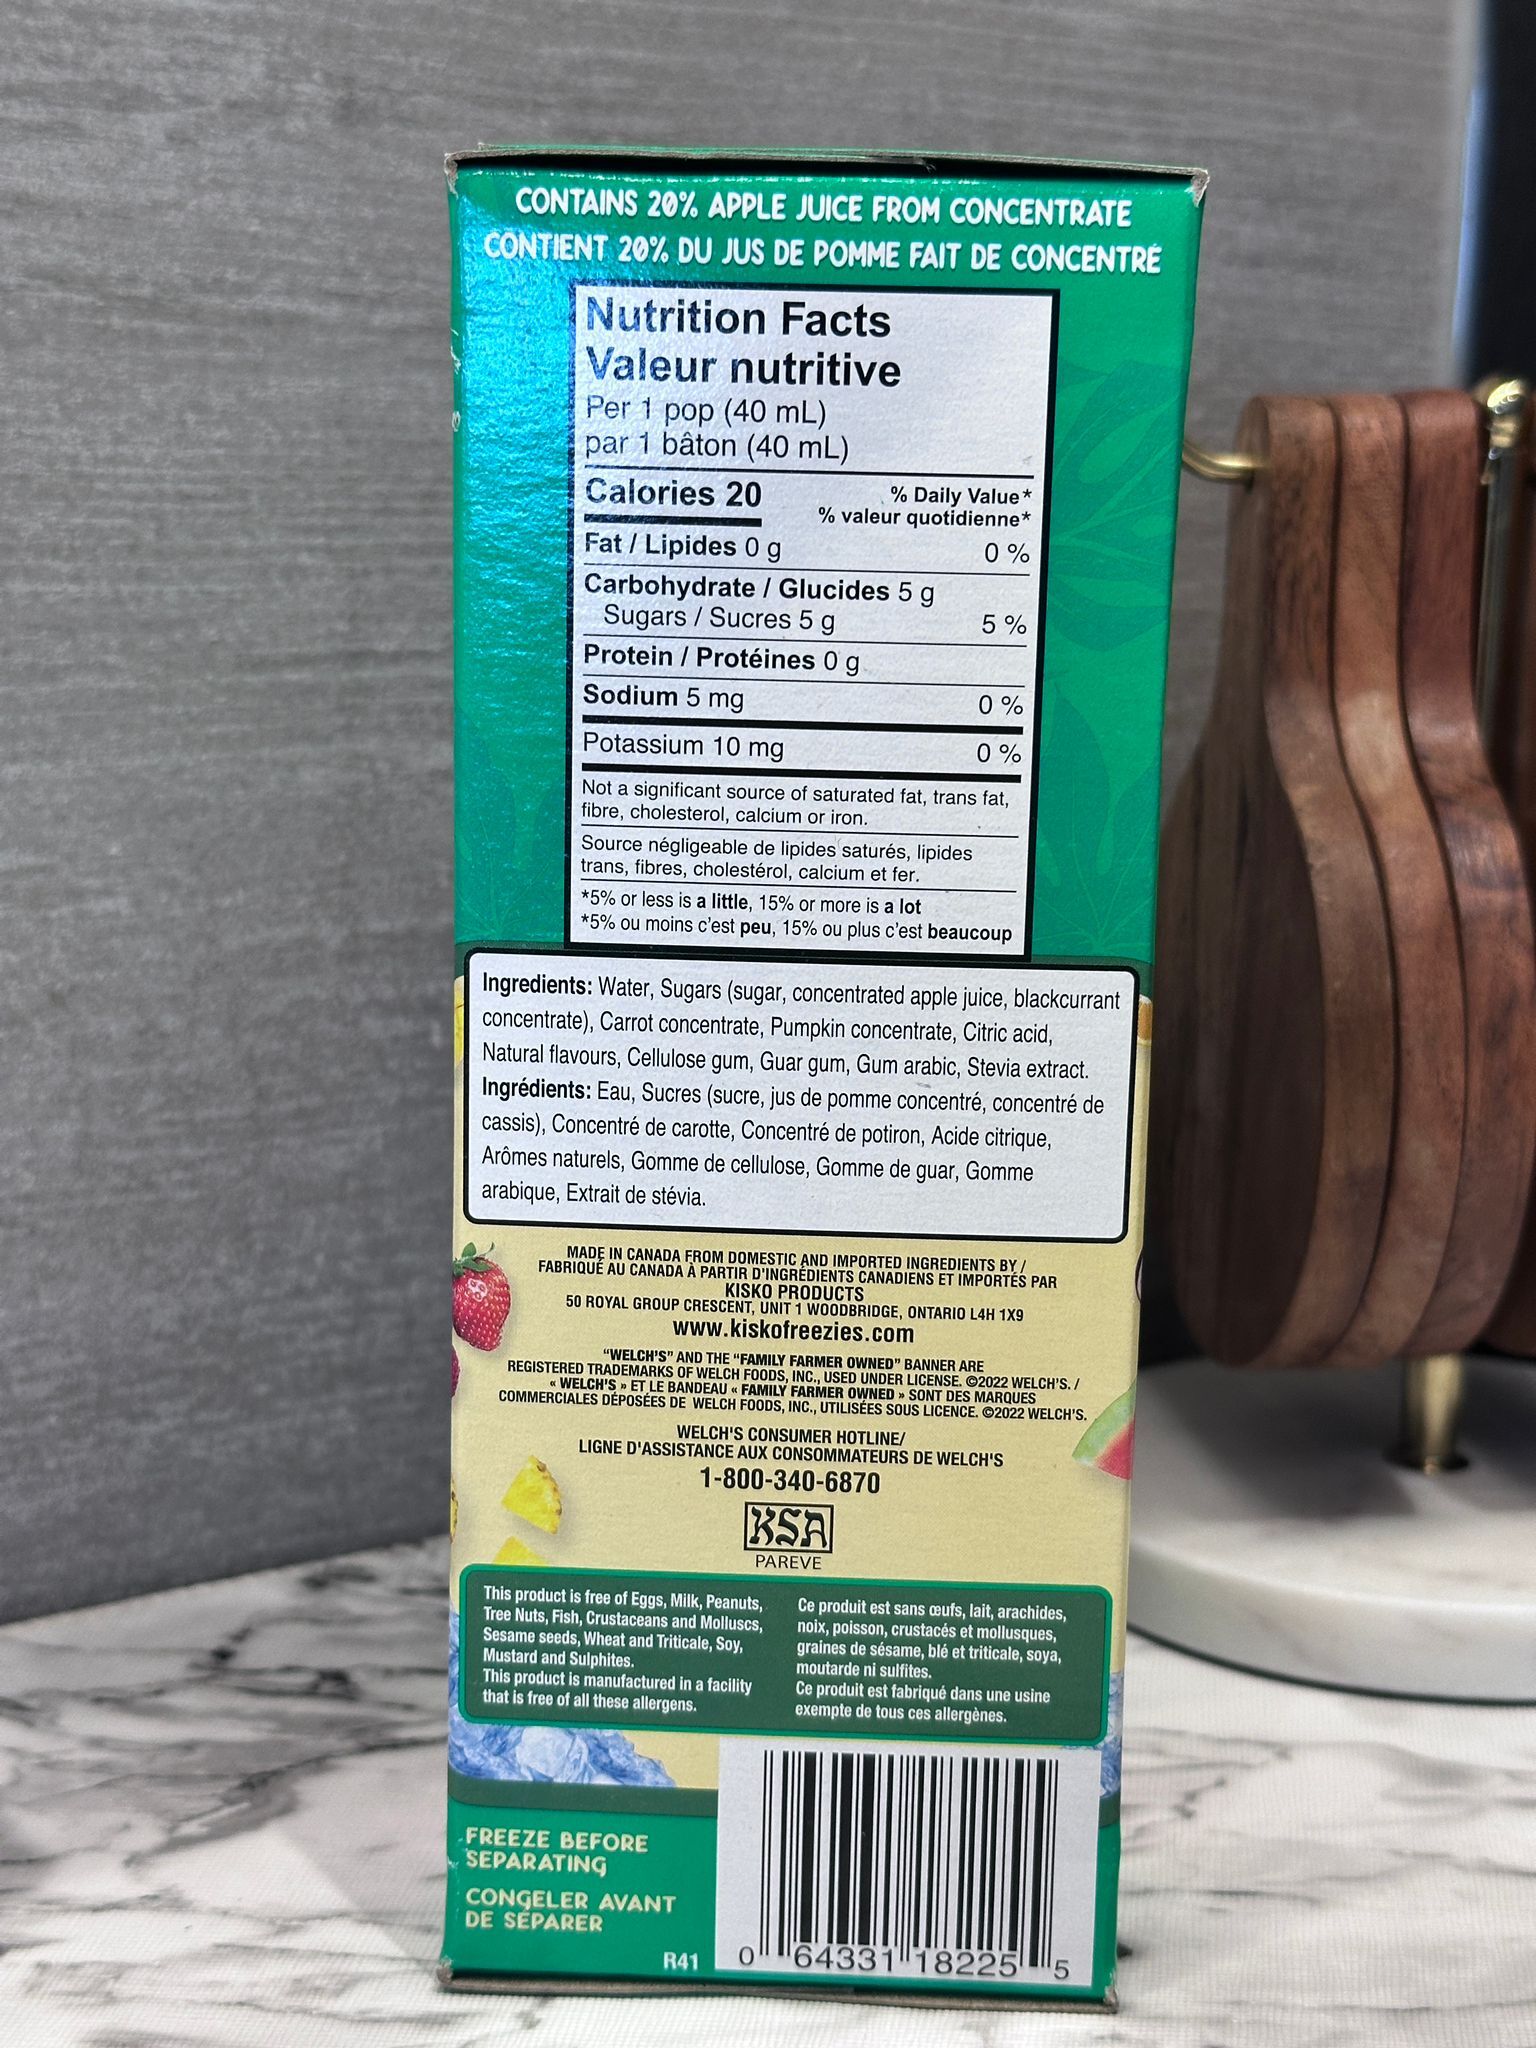 CONTAINS 20% APPLE JUICE FROM CONCENTRATE
CONTIENT 20% DU JUS DE POMME FAIT DE CONCENTRÉ
Nutrition Facts
Valeur nutritive
Per 1 pop (40 mL)
par 1 bâton (40 mL)
Calories 20
% Daily Value*
% valeur quotidienne*
Fat / Lipides 0 g 0 %
Carbohydrate / Glucides 5 g
Sugars / Sucres 5 g 5 %
Protein / Protéines 0 g
Sodium 5 mg 0 %
Potassium 10 mg 0 %
Not a significant source of saturated fat, trans fat,
fibre, cholesterol, calcium or iron.
Source négligeable de lipides saturés, lipides
trans, fibres, cholestérol, calcium et fer.
*5% or less is a little, 15% or more is a lot
*5% ou moins c'est peu, 15% ou plus c'est beaucoup
Ingredients: Water, Sugars (sugar, concentrated apple juice, blackcurrant
concentrate), Carrot concentrate, Pumpkin concentrate, Citric acid,
Natural flavours, Cellulose gum, Guar gum, Gum arabic, Stevia extract.
Ingrédients: Eau, Sucres (sucre, jus de pomme concentré, concentré de
cassis), Concentré de carotte, Concentré de potiron, Acide citrique,
Arômes naturels, Gomme de cellulose, Gomme de guar, Gomme
arabique, Extrait de stévia.
MADE IN CANADA FROM DOMESTIC AND IMPORTED INGREDIENTS BY /
FABRIQUÉ AU CANADA À PARTIR D'INGRÉDIENTS CANADIENS ET IMPORTÉS PAR
KISKO PRODUCTS
50 ROYAL GROUP CRESCENT, UNIT 1 WOODBRIDGE, ONTARIO L4H 1X9
www.kiskofreezies.com
"WELCH'S" AND THE "FAMILY FARMER OWNED" BANNER ARE
REGISTERED TRADEMARKS OF WELCH FOODS, INC., USED UNDER LICENSE. ©2022 WELCH'S. /
« WELCH'S » ET LE BANDEAU « FAMILY FARMER OWNED » SONT DES MARQUES
COMMERCIALES DÉPOSÉES DE WELCH FOODS, INC., UTILISÉES SOUS LICENCE. ©2022 WELCH'S.
WELCH'S CONSUMER HOTLINE/
LIGNE D'ASSISTANCE AUX CONSOMMATEURS DE WELCH'S
1-800-340-6870
KSA
PAREVE
This product is free of Eggs, Milk, Peanuts,
Tree Nuts, Fish, Crustaceans and Molluscs,
Sesame seeds, Wheat and Triticale, Soy,
Mustard and Sulphites.
This product is manufactured in a facility
that is free of all these allergens.
Ce produit est sans œufs, lait, arachides,
noix, poisson, crustacés et mollusques,
graines de sésame, blé et triticale, soya,
moutarde ni sulfites.
Ce produit est fabriqué dans une usine
exempte de tous ces allergènes.
FREEZE BEFORE
SEPARATING
CONGELER AVANT
DE SÉPARER
R41
0 64331 18225 5